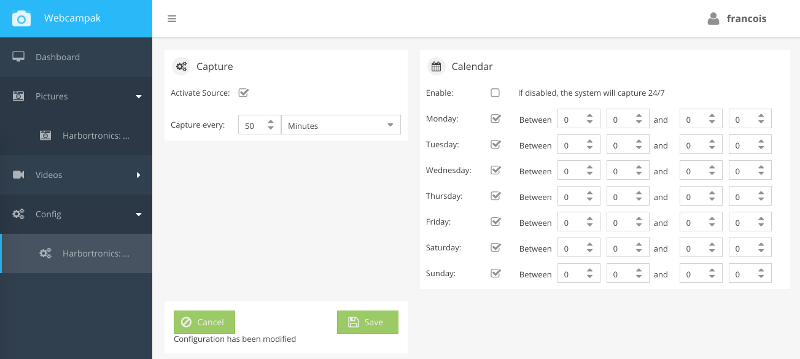 Webcampak
francois
Dashboard
Pictures
Harbortronics: ...
Videos
Config
Harbortronics: ...
Capture
Activate Source:
Capture every: 50 Minutes
Cancel Save
Configuration has been modified
Calendar
Enable: If disabled, the system will capture 24/7
Monday: Between 0 0 and 0 0
Tuesday: Between 0 0 and 0 0
Wednesday: Between 0 0 and 0 0
Thursday: Between 0 0 and 0 0
Friday: Between 0 0 and 0 0
Saturday: Between 0 0 and 0 0
Sunday: Between 0 0 and 0 0